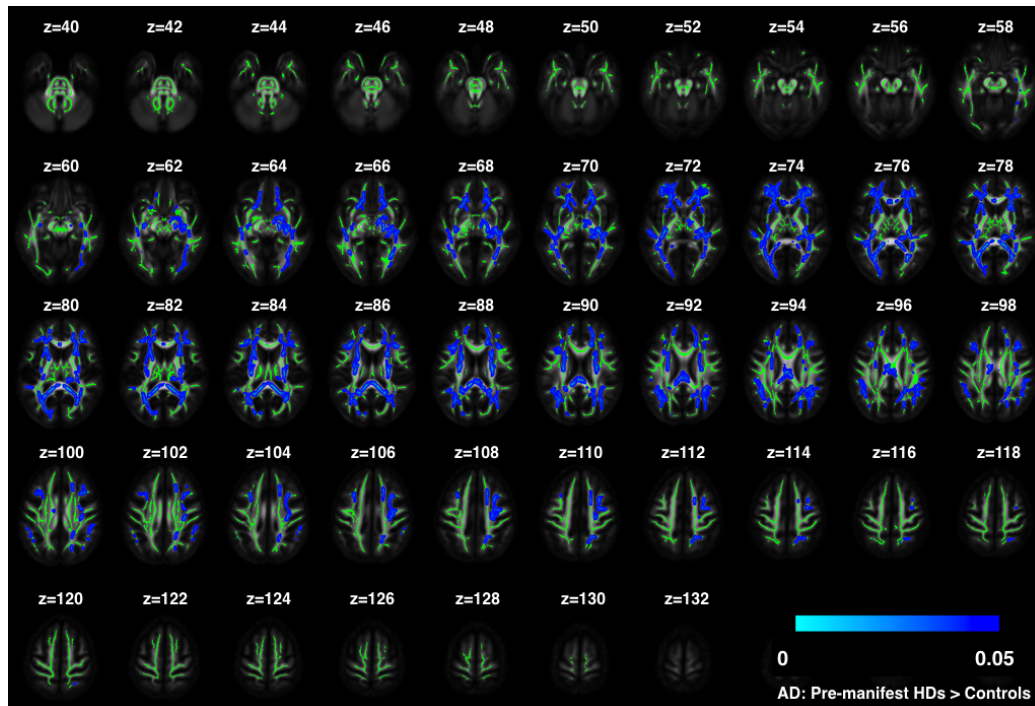 z=40 z=42 z=44 z=46 z=48 z=50 z=52 z=54 z=56 z=58
z=60 z=62 z=64 z=66 z=68 z=70 z=72 z=74 z=76 z=78
z=80 z=82 z=84 z=86 z=88 z=90 z=92 z=94 z=96 z=98
z=100 z=102 z=104 z=106 z=108 z=110 z=112 z=114 z=116 z=118
z=120 z=122 z=124 z=126 z=128 z=130 z=132
0 0.05
AD: Pre-manifest HDs > Controls